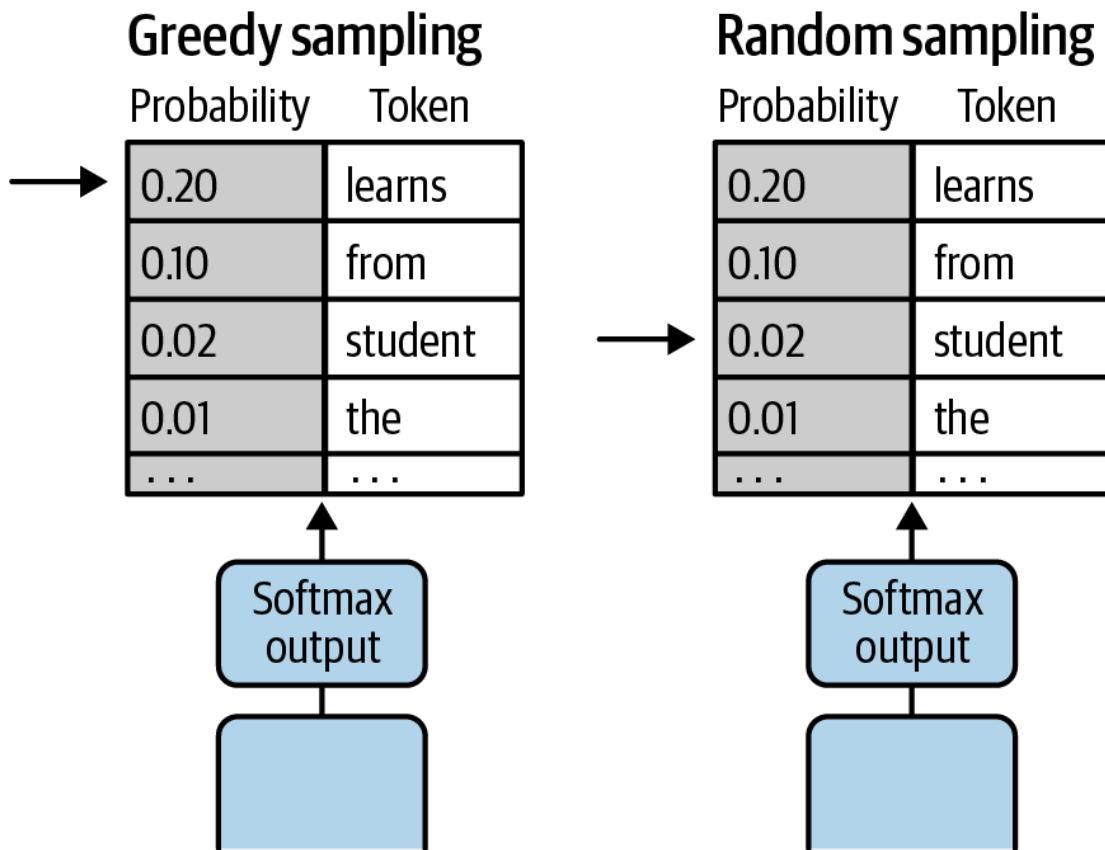 Greedy sampling
Probability Token
0.20 learns
0.10 from
0.02 student
0.01 the
... ...
Softmax
output
Random sampling
Probability Token
0.20 learns
0.10 from
0.02 student
0.01 the
... ...
Softmax
output